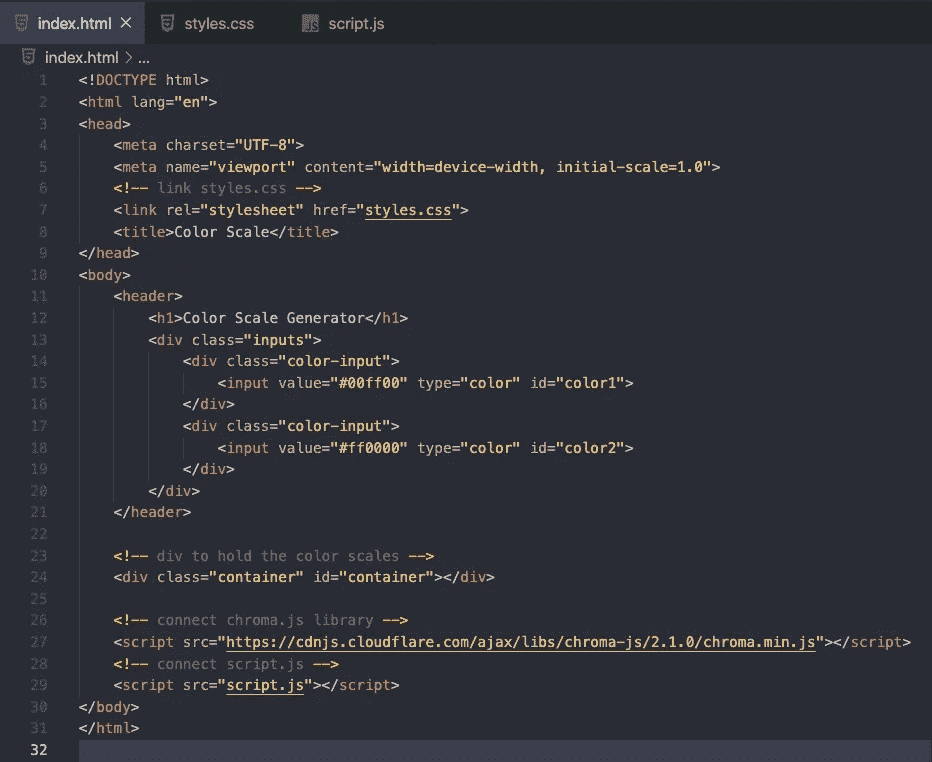 index.html × styles.css JS script.js
index.html > ...
1 <!DOCTYPE html>
2 <html lang="en">
3 <head>
4     <meta charset="UTF-8">
5     <meta name="viewport" content="width=device-width, initial-scale=1.0">
6     <!-- link styles.css -->
7     <link rel="stylesheet" href="styles.css">
8     <title>Color Scale</title>
9 </head>
10 <body>
11     <header>
12         <h1>Color Scale Generator</h1>
13         <div class="inputs">
14             <div class="color-input">
15                 <input value="#00ff00" type="color" id="color1">
16             </div>
17             <div class="color-input">
18                 <input value="#ff0000" type="color" id="color2">
19             </div>
20         </div>
21     </header>
22
23     <!-- div to hold the color scales -->
24     <div class="container" id="container"></div>
25
26     <!-- connect chroma.js library -->
27     <script src="https://cdnjs.cloudflare.com/ajax/libs/chroma-js/2.1.0/chroma.min.js"></script>
28     <!-- connect script.js -->
29     <script src="script.js"></script>
30 </body>
31 </html>
32